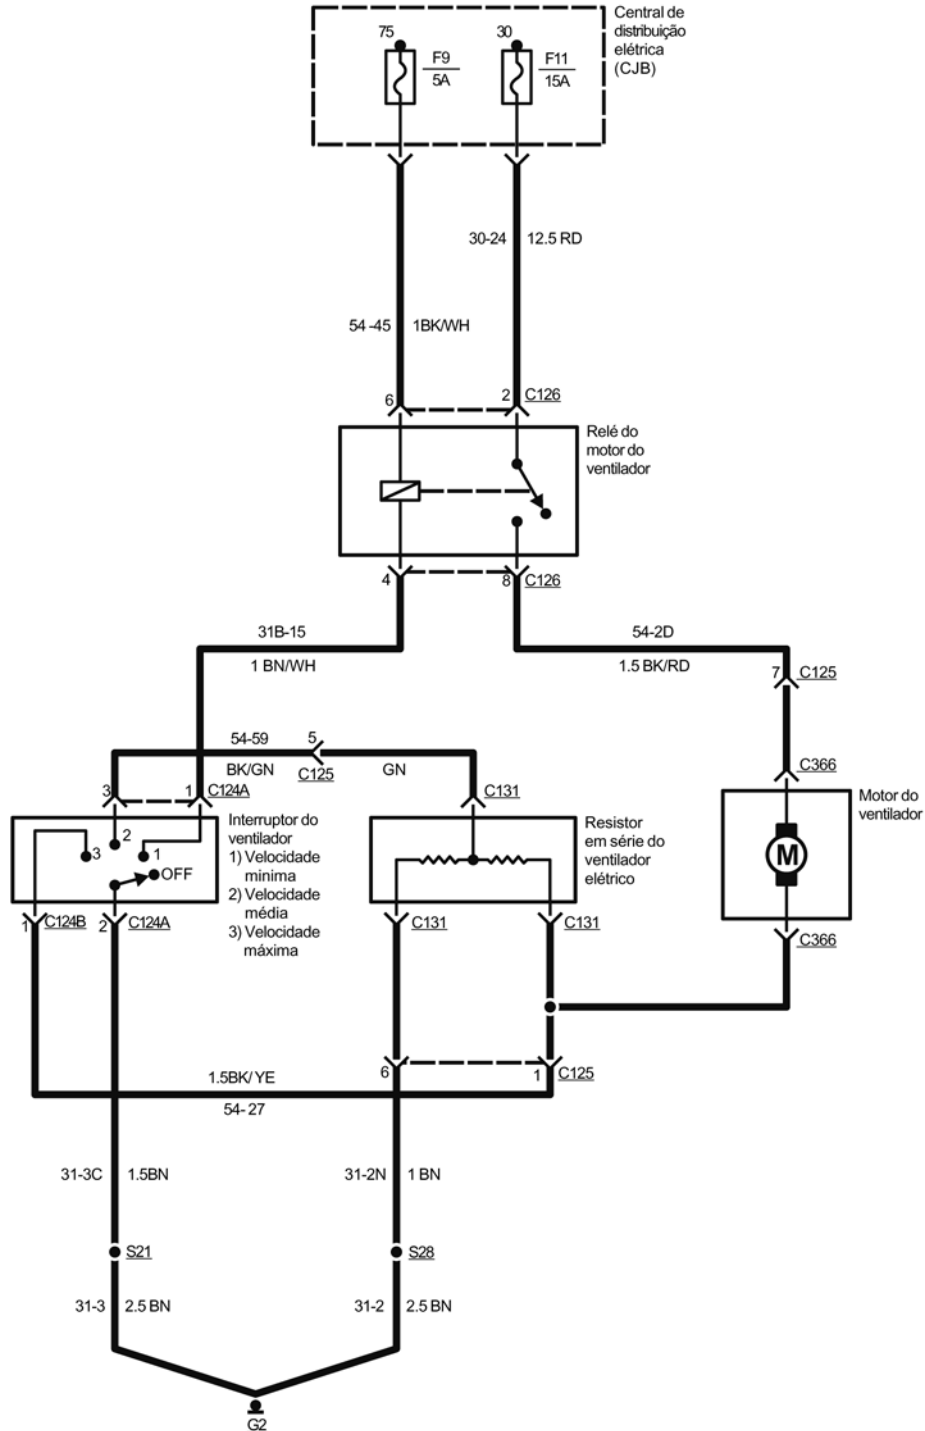 Central de
distribuição
elétrica
(CJB)
75
F9
5A
30
F11
15A
30-24
12.5 RD
54 -45
1BK/WH
6
2
C126
Relé do
motor do
ventilador
4
8
C126
31B-15
1 BN/WH
54-2D
1.5 BK/RD
7
C125
54-59
BK/GN
5
C125
GN
C366
3
1
C124A
C131
Interruptor do
ventilador
1) Velocidade
minima
2) Velocidade
média
3) Velocidade
máxima
2
3
1
OFF
Resistor
em série do
ventilador
elétrico
Motor do
ventilador
M
1
C124B
2
C124A
C131
C131
C366
6
1
C125
1.5BK/ YE
54- 27
31-3C
1.5BN
31-2N
1 BN
S21
S28
31-3
2.5 BN
31-2
2.5 BN
G2